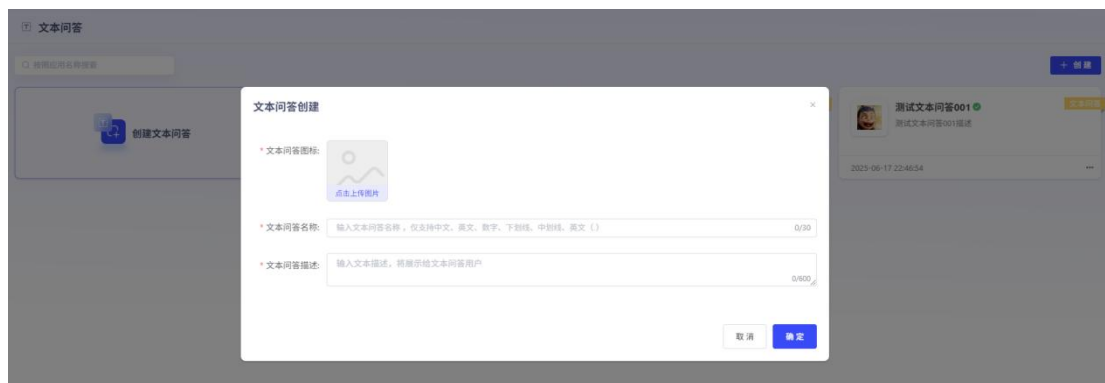 文本问答
按照应用名称搜索
+ 创建
创建文本问答
测试文本问答001
文本问答
测试文本问答001描述
2025-06-17 22:46:54
文本问答创建
* 文本问答图标:
点击上传图片
* 文本问答名称: 输入文本问答名称,仅支持中文、英文、数字、下划线、中划线、英文(.) 0/30
* 文本问答描述: 输入文本描述,将展示给文本问答用户
0/600
取消 确定